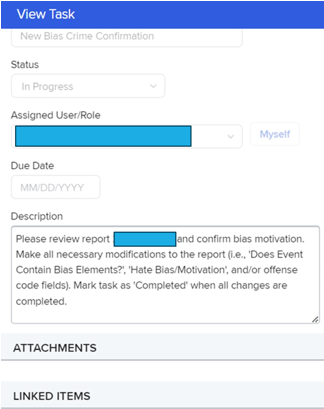 View Task
New Bias Crime Confirmation
Status
In Progress
Assigned User/Role
Myself
Due Date
MM/DD/YYYY
Description
Please review report and confirm bias motivation.
Make all necessary modifications to the report (i.e., 'Does Event
Contain Bias Elements?', 'Hate Bias/Motivation', and/or offense
code fields). Mark task as 'Completed' when all changes are
completed.
ATTACHMENTS
LINKED ITEMS